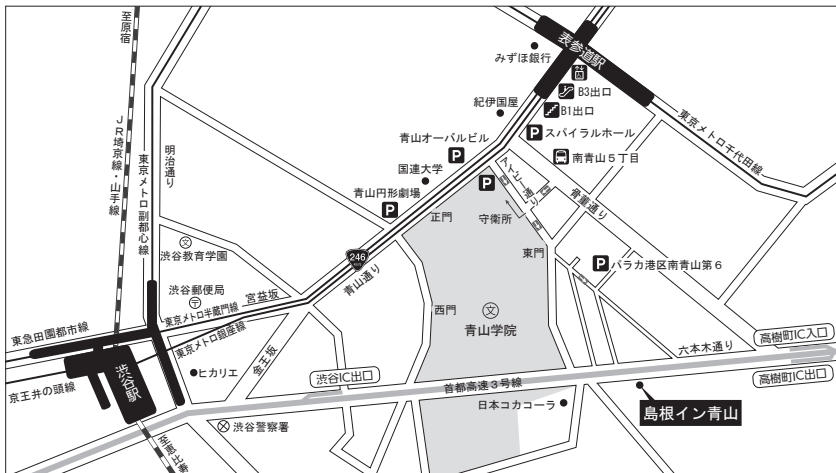 至原宿
JR埼京線・山手線
東京メトロ副都心線
明治通り
表参道駅
みずほ銀行
B3出口
紀伊国屋
B1出口
P
スパイラルホール
青山オーバルビル
P
南青山5丁目
東京メトロ千代田線
国連大学
アイビー通り
骨董通り
P
青山円形劇場
P
正門
守衛所
246
青山通り
東門
P
パラカ港区南青山第6
文
渋谷教育学園
渋谷郵便局
〒
宮益坂
東京メトロ半蔵門線
東京メトロ銀座線
西門
文
青山学院
東急田園都市線
京王井の頭線
渋谷駅
ヒカリエ
金王坂
渋谷IC出口
首都高速3号線
六本木通り
高樹町IC入口
高樹町IC出口
日本コカコーラ
島根イン青山
渋谷警察署
至恵比寿